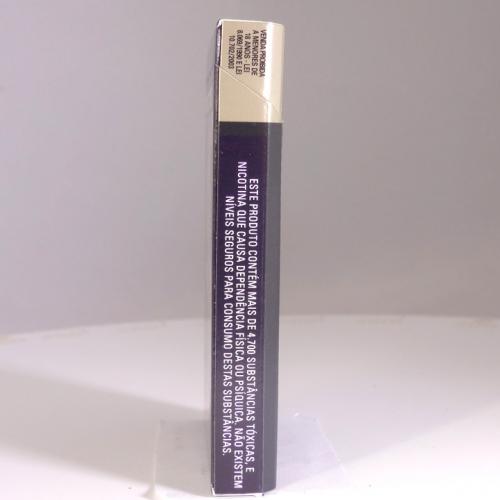 VENDA PROIBIDA
A MENORES DE
18 ANOS - LEI
8.069/1990 E LEI
10.702/2003
ESTE PRODUTO CONTÉM MAIS DE 4,700 SUBSTÂNCIAS TÓXICAS, E
NICOTINA QUE CAUSA DEPENDÊNCIA FÍSICA OU PSÍQUICA. NÃO EXISTEM
NÍVEIS SEGUROS PARA CONSUMO DESTAS SUBSTÂNCIAS.